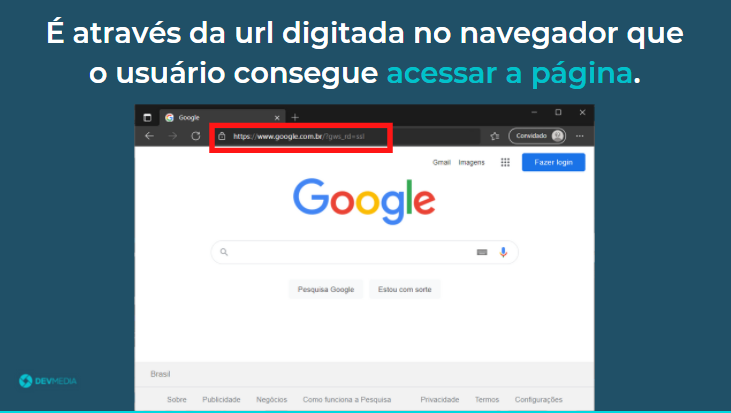 É através da url digitada no navegador que
o usuário consegue acessar a página.
Google
https://www.google.com.br/?gws_rd=ssl
Convidado
Gmail Imagens Fazer login
Google
Pesquisa Google Estou com sorte
Brasil
DEVMEDIA
Sobre Publicidade Negócios Como funciona a Pesquisa Privacidade Termos Configurações